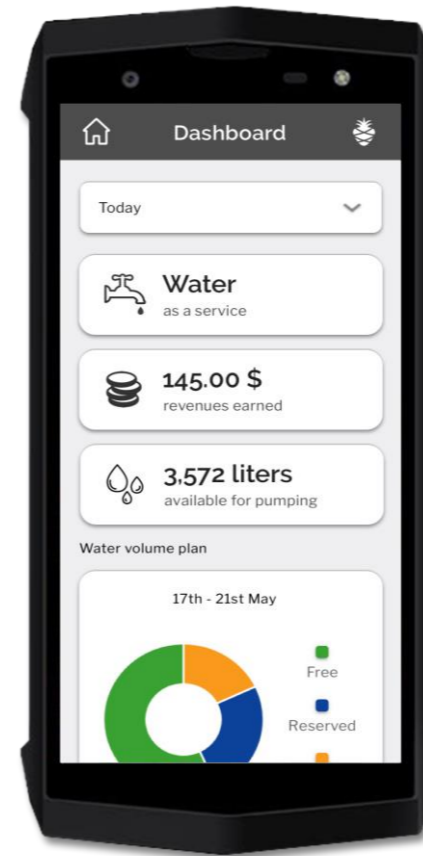 Dashboard
Today
Water
as a service
145.00 $
revenues earned
3,572 liters
available for pumping
Water volume plan
17th - 21st May
Free
Reserved